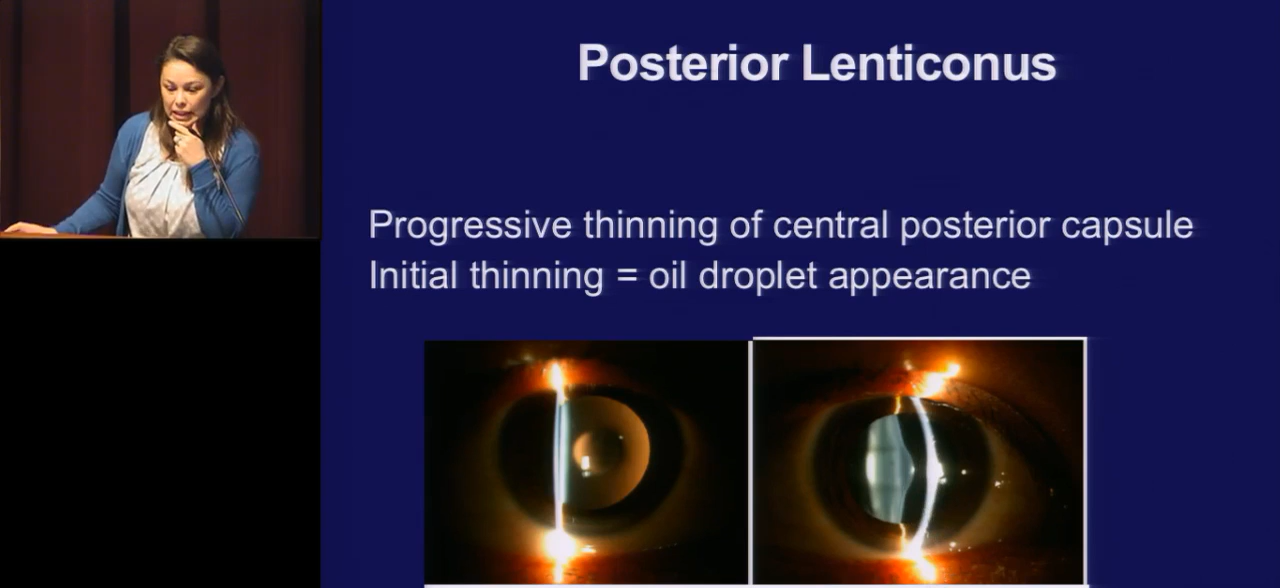 Posterior Lenticonus
Progressive thinning of central posterior capsule
Initial thinning = oil droplet appearance